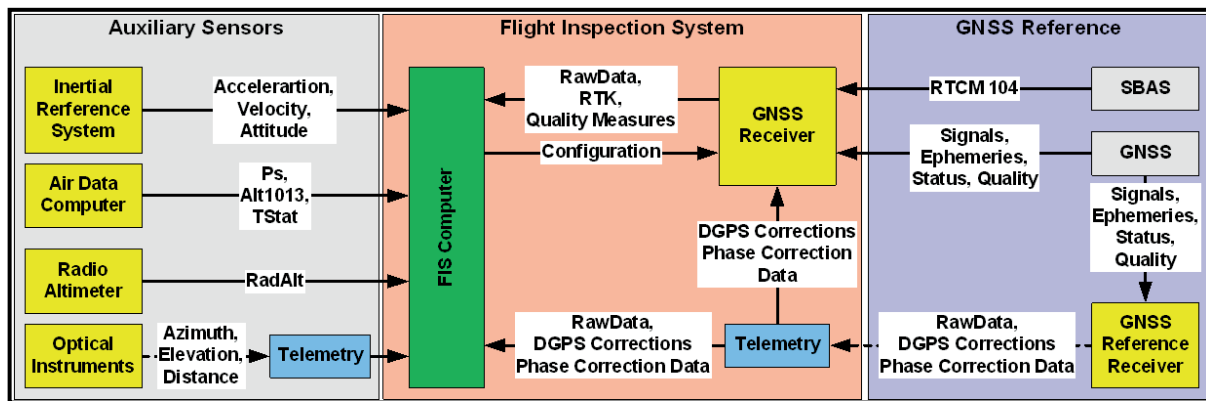 Auxiliary Sensors
Inertial
Rerference
System
Accelerartion,
Velocity,
Attitude
Air Data
Computer
Ps,
Alt1013,
TStat
Radio
Altimeter
RadAlt
Optical
Instruments
Azimuth,
Elevation,
Distance
Telemetry
Flight Inspection System
FIS Computer
RawData,
RTK,
Quality Measures
Configuration
GNSS
Receiver
DGPS Corrections
Phase Correction
Data
RawData,
DGPS Corrections
Phase Correction Data
Telemetry
GNSS Reference
RTCM 104
SBAS
Signals,
Ephemeries,
Status, Quality
GNSS
Signals,
Ephemeries,
Status,
Quality
RawData,
DGPS Corrections
Phase Correction Data
GNSS
Reference
Receiver